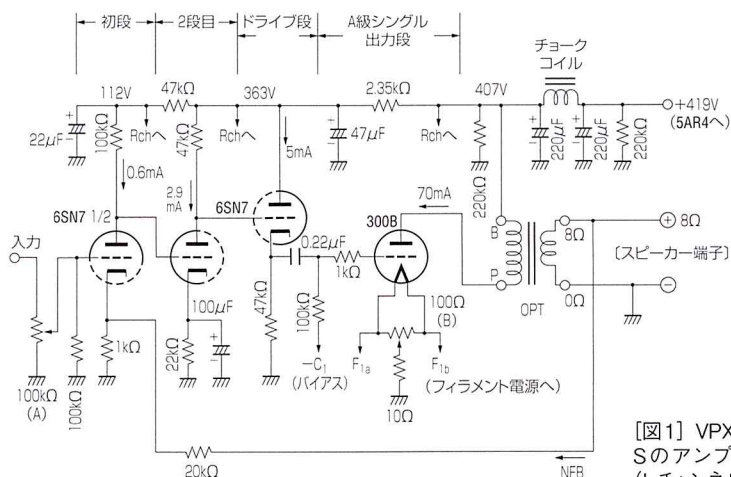 初段
2段目
ドライブ段
A級シングル
出力段
チョーク
コイル
112V
47kΩ
363V
2.35kΩ
407V
+419V
(5AR4へ)
22μF
100kΩ
Rchへ
47kΩ
Rchへ
5mA
47μF
Rchへ
220kΩ
220μF
220μF
220kΩ
0.6mA
2.9
mA
70mA
6SN7 1/2
6SN7
300B
入力
0.22μF
1kΩ
B
P
OPT
8Ω
0Ω
+
8Ω
[スピーカー端子]
−
100kΩ
(A)
100kΩ
1kΩ
22kΩ
100μF
47kΩ
100kΩ
−C1
(バイアス)
100Ω
(B)
F1a
F1b
(フィラメント電源へ)
10Ω
20kΩ
NFB
[図1] VPX
Sのアンプ